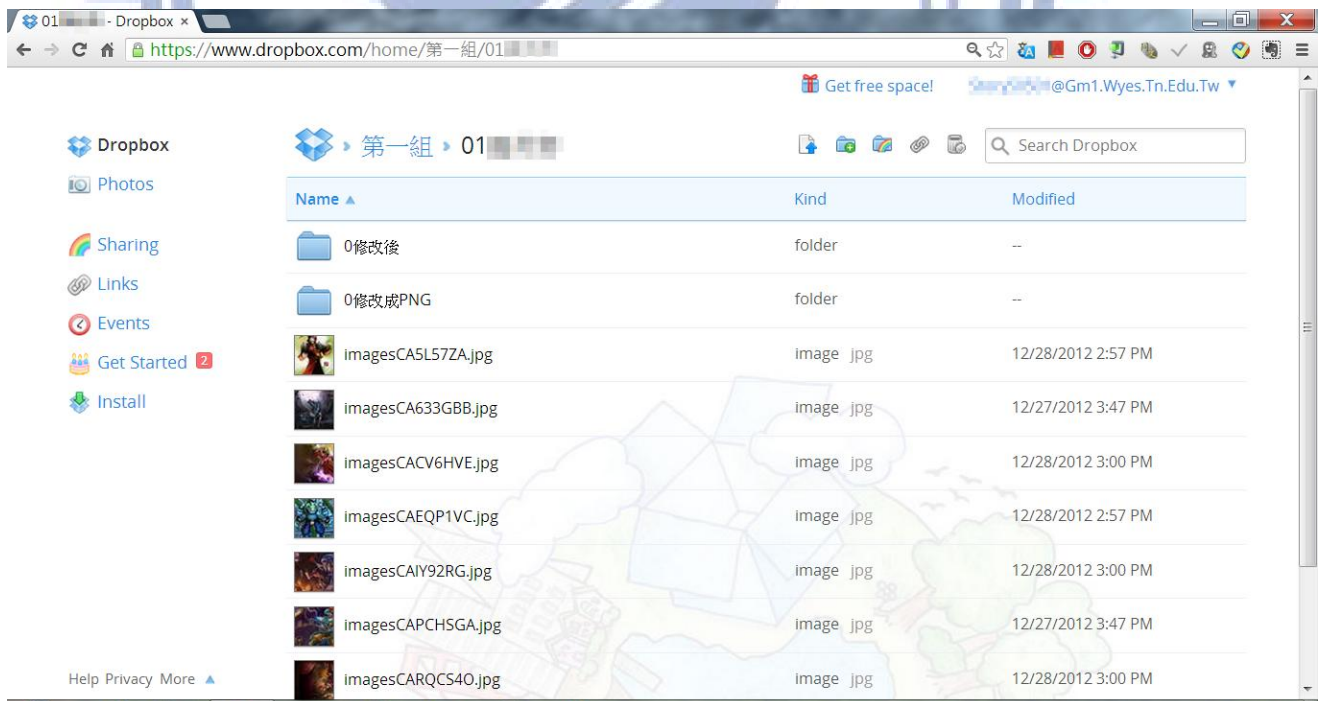 01 - Dropbox ×
https://www.dropbox.com/home/第一組/01
Get free space!
@Gm1.Wyes.Tn.Edu.Tw
Dropbox
第一組 › 01
Search Dropbox
Photos
Name Kind Modified
Sharing
0修改後 folder --
Links
0修改成PNG folder --
Events
imagesCA5L57ZA.jpg image jpg 12/28/2012 2:57 PM
Get Started 2
Install
imagesCA633GBB.jpg image jpg 12/27/2012 3:47 PM
imagesCACV6HVE.jpg image jpg 12/28/2012 3:00 PM
imagesCAEQP1VC.jpg image jpg 12/28/2012 2:57 PM
imagesCAIY92RG.jpg image jpg 12/28/2012 3:00 PM
imagesCAPCHSGA.jpg image jpg 12/27/2012 3:47 PM
imagesCARQCS4O.jpg image jpg 12/28/2012 3:00 PM
Help Privacy More